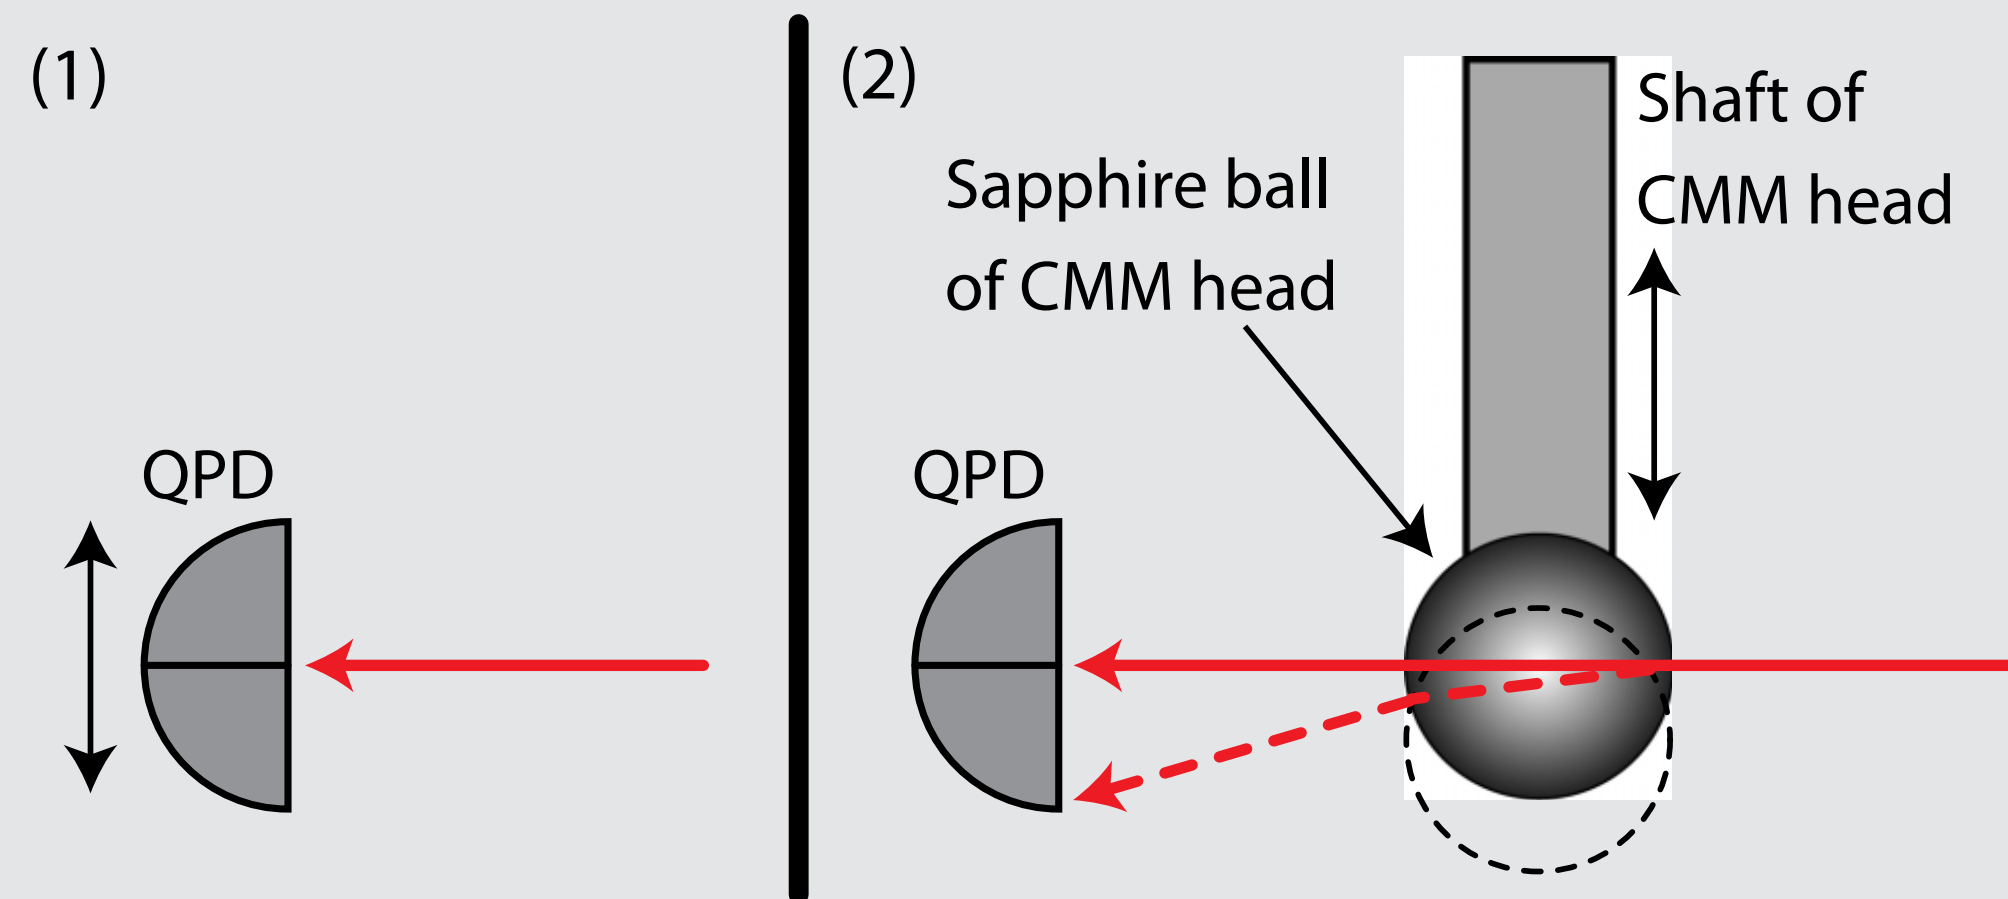 (1)
QPD
(2)
Sapphire ball
of CMM head
Shaft of
CMM head
QPD